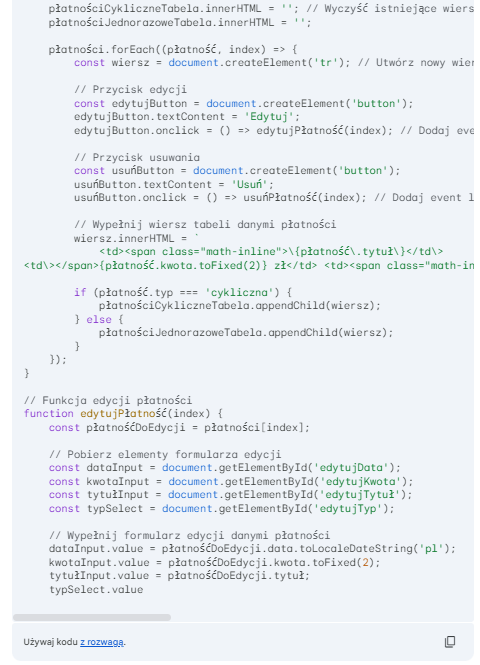 płatnościCykliczneTabela.innerHTML = ''; // Wyczyść istniejące
płatnościJednorazoweTabela.innerHTML = '';
płatności.forEach((płatność, index) => {
const wiersz = document.createElement('tr'); // Utwórz nowy
// Przycisk edycji
const edytujButton = document.createElement('button');
edytujButton.textContent = 'Edytuj';
edytujButton.onclick = () => edytujPłatność(index); // Dodaj
// Przycisk usuwania
const usuńButton = document.createElement('button');
usuńButton.textContent = 'Usuń';
usuńButton.onclick = () => usuńPłatność(index); // Dodaj event
// Wypełnij wiersz tabeli danymi płatności
wiersz.innerHTML = `
<td><span class="math-inline">\{płatność\.tytuł\}</td\>
<td\></span>{płatność.kwota.toFixed(2)} zł</td> <td><span class="math-in
if (płatność.typ === 'cykliczna') {
płatnościCykliczneTabela.appendChild(wiersz);
} else {
płatnościJednorazoweTabela.appendChild(wiersz);
}
});
}
// Funkcja edycji płatności
function edytujPłatność(index) {
const płatnośćDoEdycji = płatności[index];
// Pobierz elementy formularza edycji
const dataInput = document.getElementById('edytujData');
const kwotaInput = document.getElementById('edytujKwota');
const tytułInput = document.getElementById('edytujTytuł');
const typSelect = document.getElementById('edytujTyp');
// Wypełnij formularz edycji danymi płatności
dataInput.value = płatnośćDoEdycji.data.toLocaleDateString('pl');
kwotaInput.value = płatnośćDoEdycji.kwota.toFixed(2);
tytułInput.value = płatnośćDoEdycji.tytuł;
typSelect.value
Używaj kodu z rozwagą.